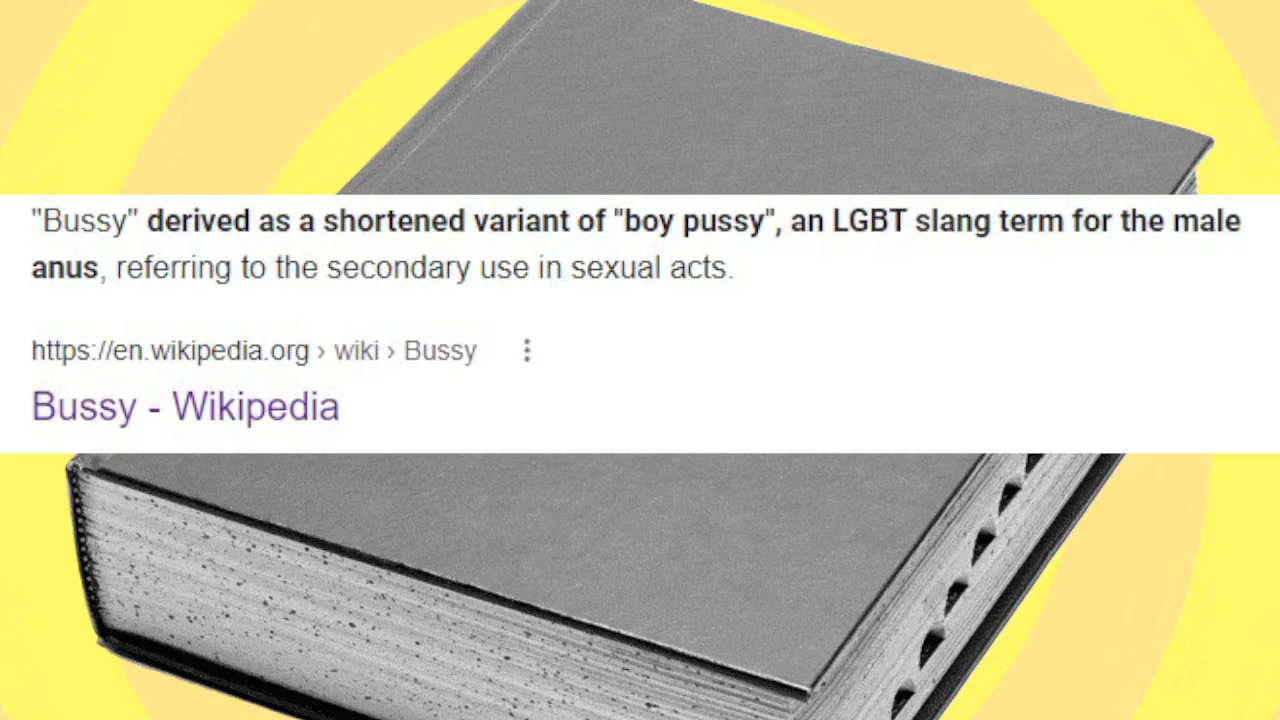 "Bussy" derived as a shortened variant of "boy pussy", an LGBT slang term for the male
anus, referring to the secondary use in sexual acts.
https://en.wikipedia.org › wiki › Bussy
Bussy - Wikipedia